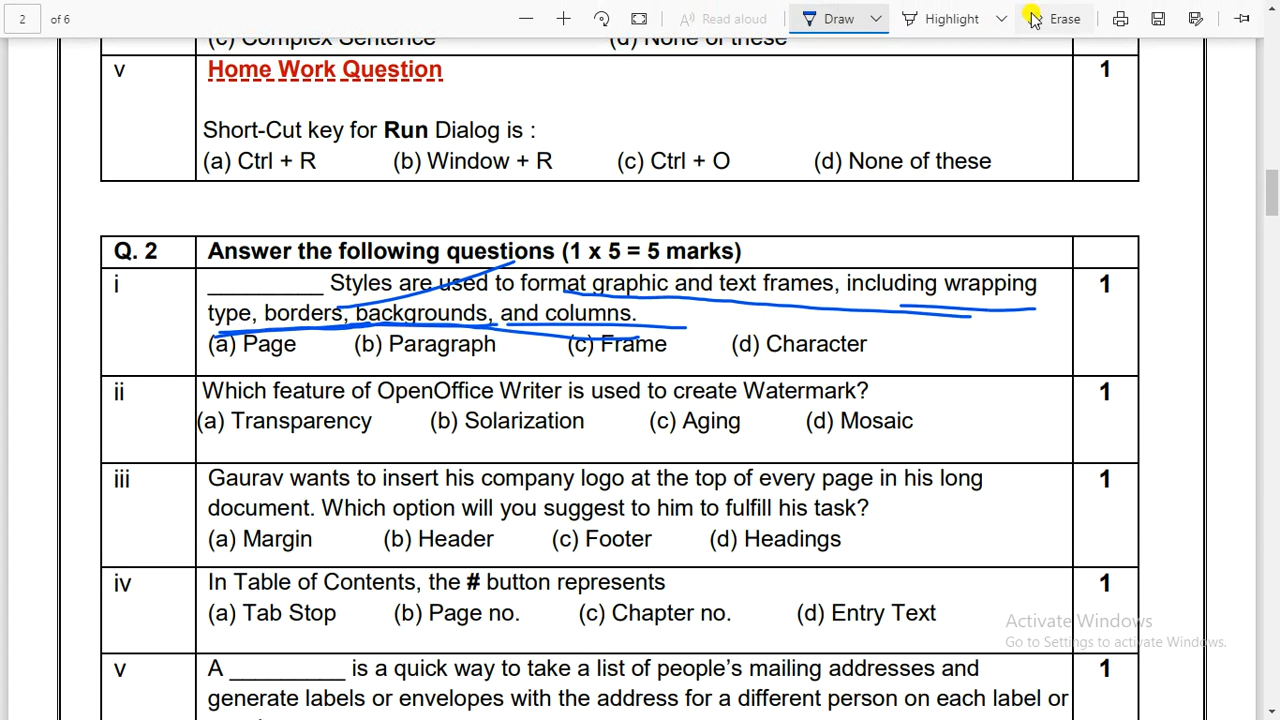 2 of 6 Read aloud Draw Highlight Erase
(c) Complex Sentence (d) None of these
v Home Work Question 1
Short-Cut key for Run Dialog is :
(a) Ctrl + R (b) Window + R (c) Ctrl + O (d) None of these
Q. 2 Answer the following questions (1 x 5 = 5 marks)
i __________ Styles are used to format graphic and text frames, including wrapping 1
type, borders, backgrounds, and columns.
(a) Page (b) Paragraph (c) Frame (d) Character
ii Which feature of OpenOffice Writer is used to create Watermark? 1
(a) Transparency (b) Solarization (c) Aging (d) Mosaic
iii Gaurav wants to insert his company logo at the top of every page in his long 1
document. Which option will you suggest to him to fulfill his task?
(a) Margin (b) Header (c) Footer (d) Headings
iv In Table of Contents, the # button represents 1
(a) Tab Stop (b) Page no. (c) Chapter no. (d) Entry Text
Activate Windows
Go to Settings to activate Windows.
v A __________ is a quick way to take a list of people's mailing addresses and 1
generate labels or envelopes with the address for a different person on each label or